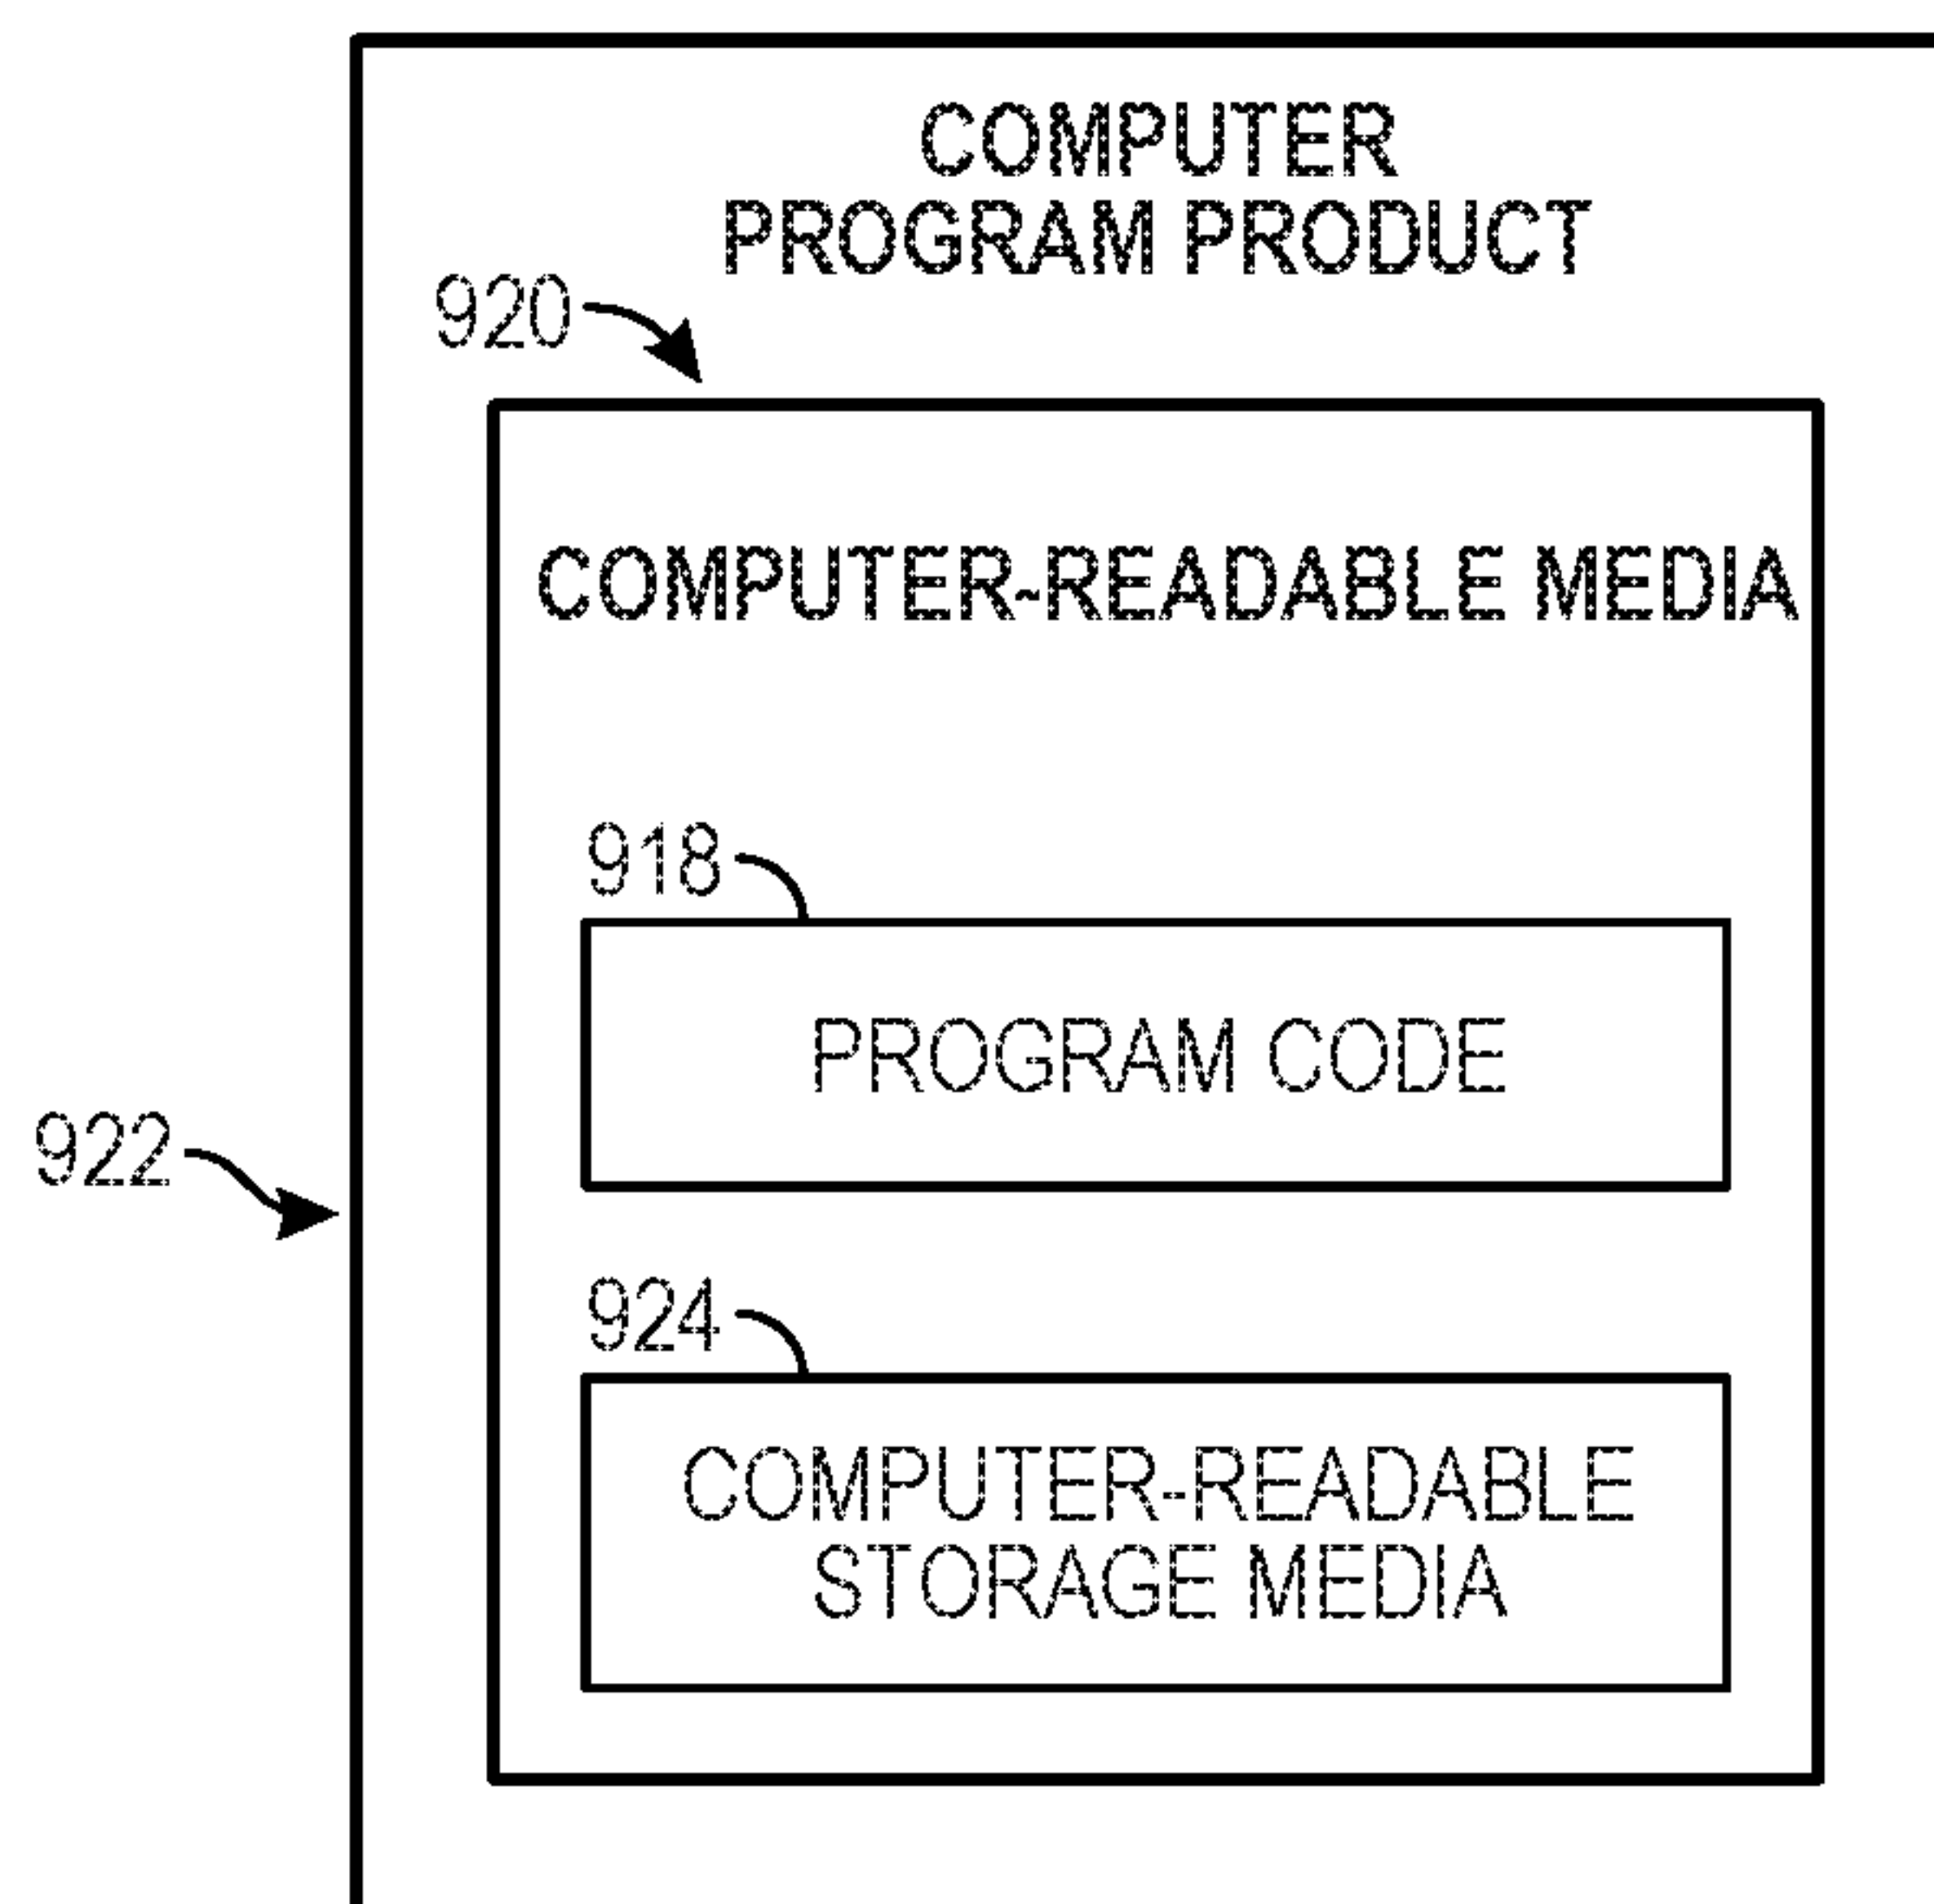 COMPUTER
PROGRAM PRODUCT
920
COMPUTER-READABLE MEDIA
918
PROGRAM CODE
922
924
COMPUTER-READABLE
STORAGE MEDIA